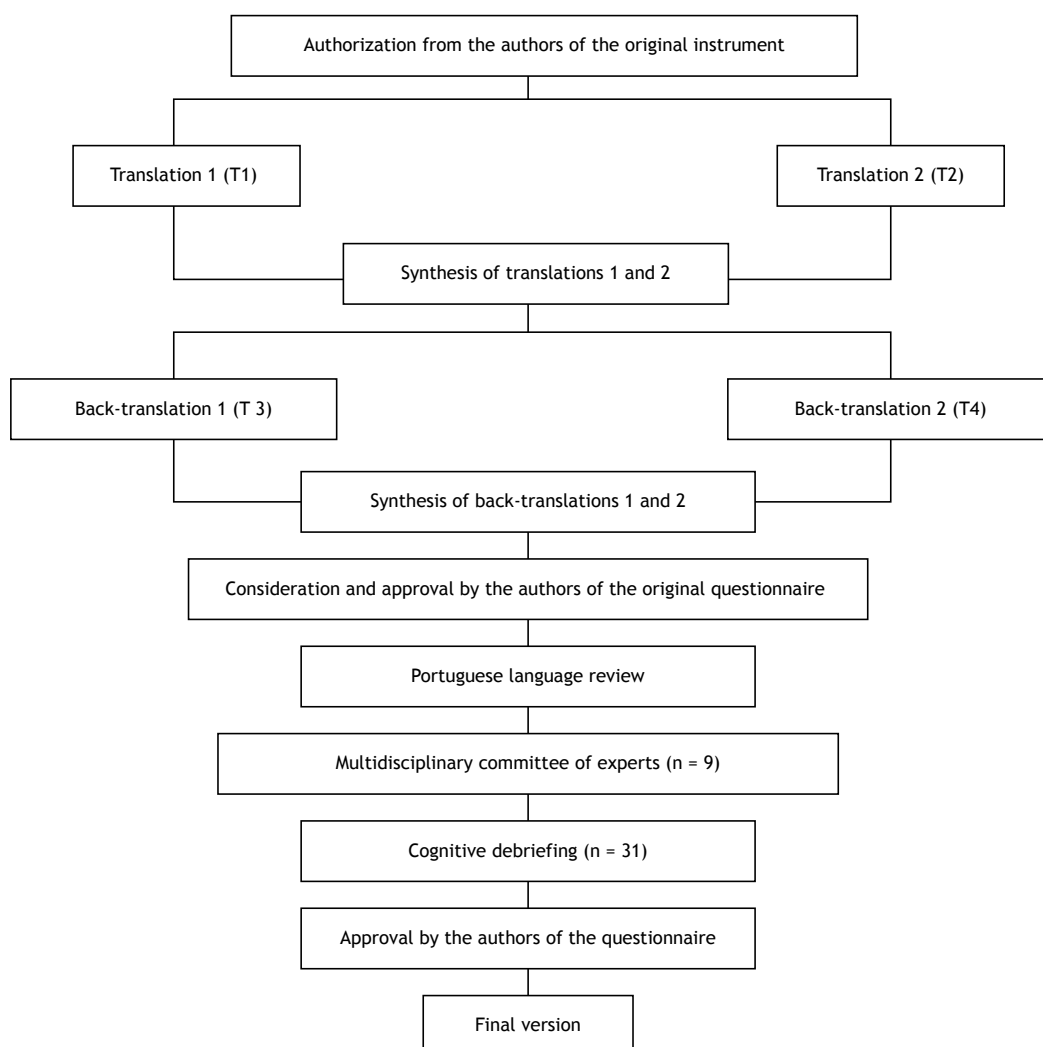 Authorization from the authors of the original instrument
Translation 1 (T1)
Translation 2 (T2)
Synthesis of translations 1 and 2
Back-translation 1 (T 3)
Back-translation 2 (T4)
Synthesis of back-translations 1 and 2
Consideration and approval by the authors of the original questionnaire
Portuguese language review
Multidisciplinary committee of experts (n = 9)
Cognitive debriefing (n = 31)
Approval by the authors of the questionnaire
Final version